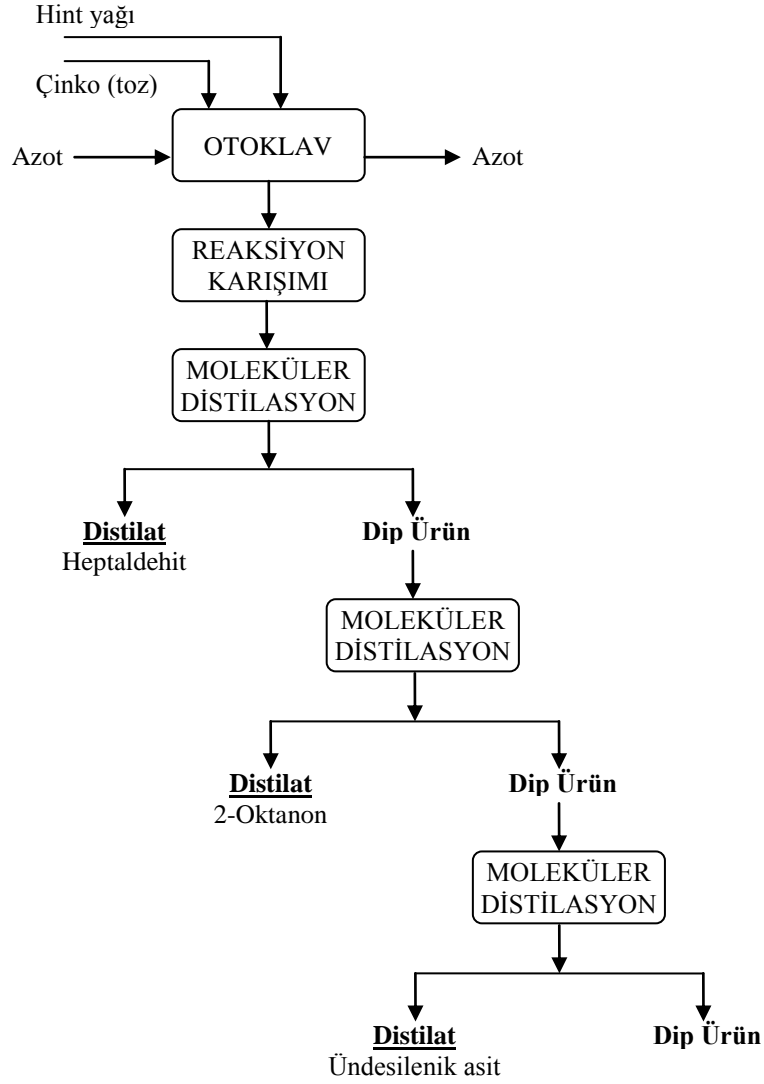 Hint yağı
Çinko (toz)
OTOKLAV
Azot
Azot
REAKSİYON
KARIŞIMI
MOLEKÜLER
DİSTİLASYON
Distilat
Heptaldehit
Dip Ürün
MOLEKÜLER
DİSTİLASYON
Distilat
2-Oktanon
Dip Ürün
MOLEKÜLER
DİSTİLASYON
Distilat
Ündesilenik asit
Dip Ürün